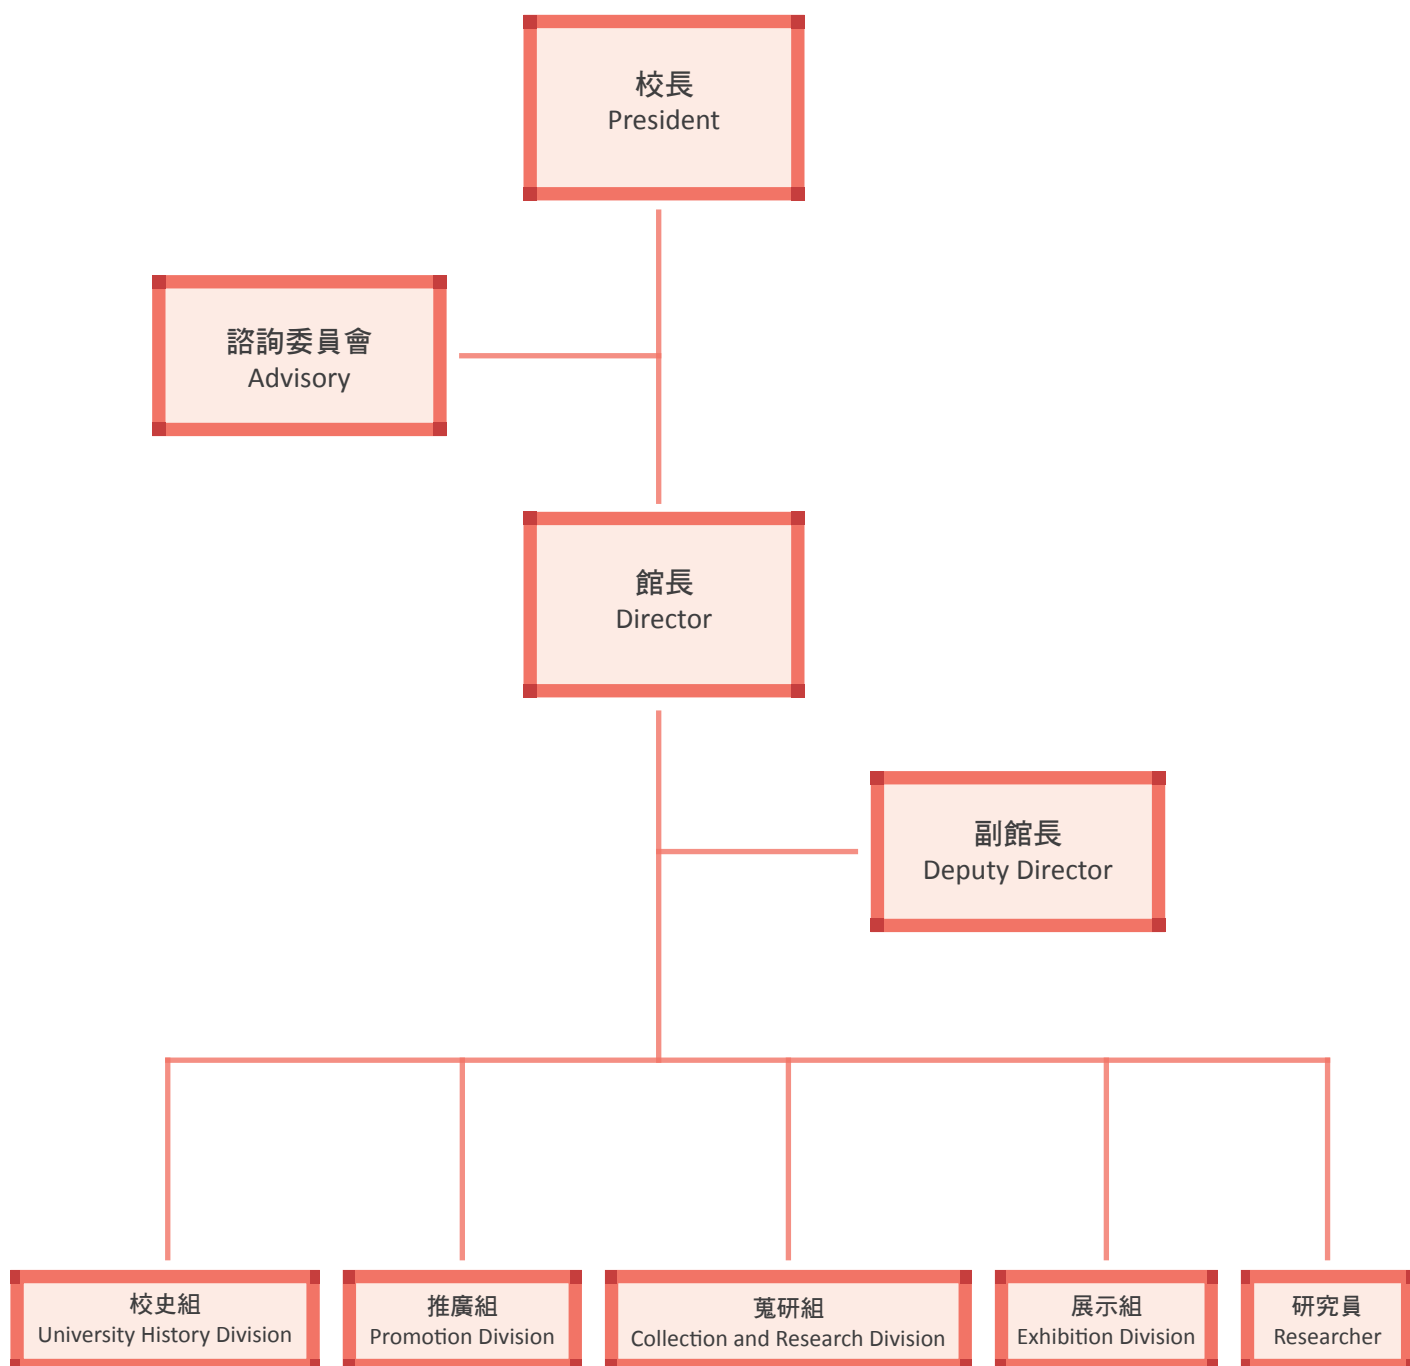 校長
President
諮詢委員會
Advisory
館長
Director
副館長
Deputy Director
校史組
University History Division
推廣組
Promotion Division
蒐研組
Collection and Research Division
展示組
Exhibition Division
研究員
Researcher